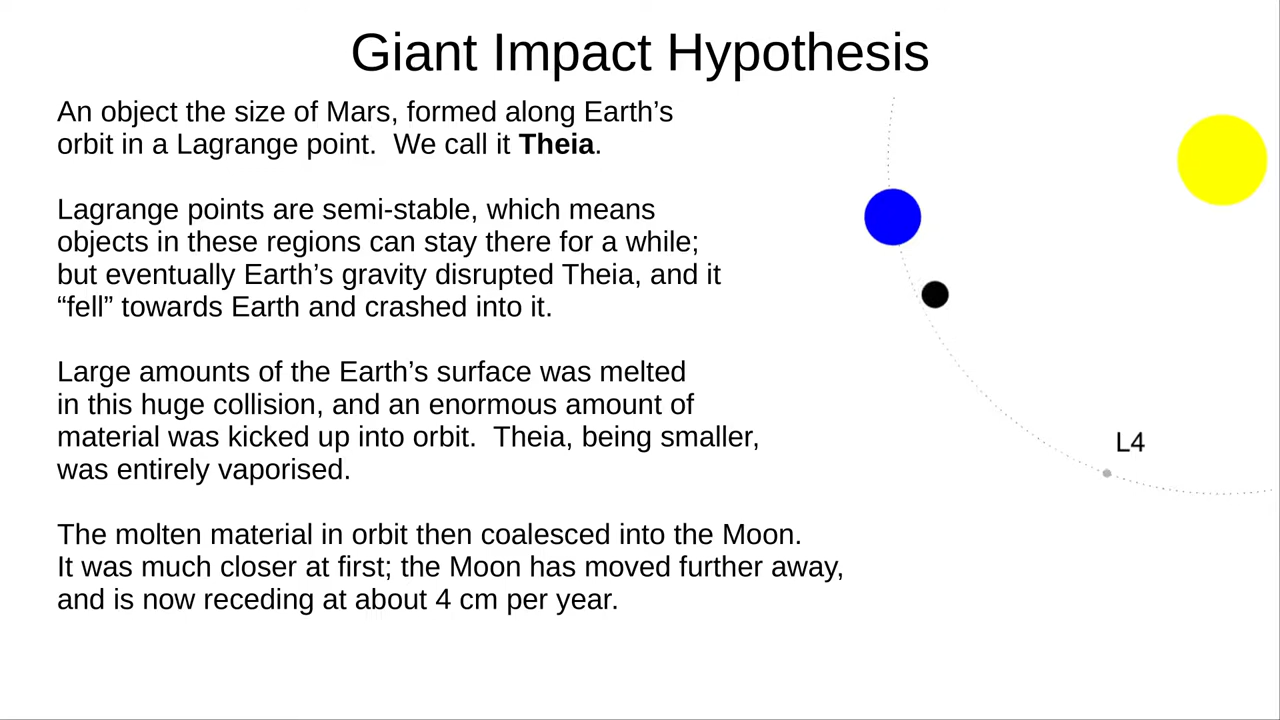 Giant Impact Hypothesis
An object the size of Mars, formed along Earth’s
orbit in a Lagrange point.  We call it Theia.
Lagrange points are semi-stable, which means
objects in these regions can stay there for a while;
but eventually Earth’s gravity disrupted Theia, and it
“fell” towards Earth and crashed into it.
Large amounts of the Earth’s surface was melted
in this huge collision, and an enormous amount of
material was kicked up into orbit.  Theia, being smaller,
was entirely vaporised.
The molten material in orbit then coalesced into the Moon.
It was much closer at first; the Moon has moved further away,
and is now receding at about 4 cm per year.
L4